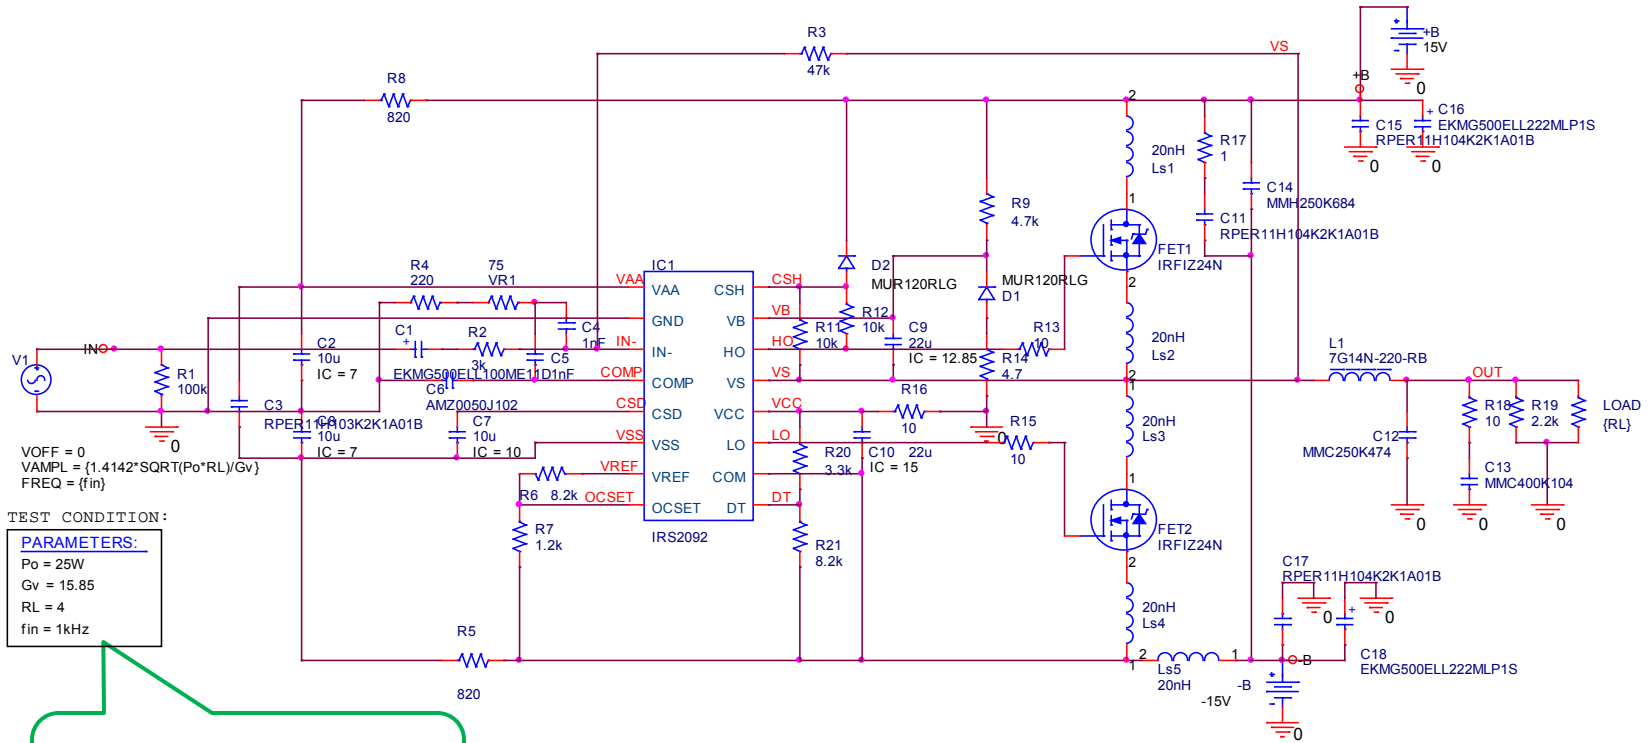 R3
47k
VS
+B
15V
0
+B
R8
820
2
C16
EKMG500ELL222MLP1S
C15
RPER11H104K2K1A01B
0
0
20nH
Ls1
R17
1
C14
MMH250K684
1
R9
4.7k
C11
RPER11H104K2K1A01B
FET1
IRFIZ24N
2
R4
220
75
VR1
IC1
D2
MUR120RLG
MUR120RLG
D1
VAA
VAA
CSH
CSH
GND
VB
VB
IN-
IN-
HO
HO
COMP
COMP
VS
VS
CSD
CSD
VCC
VCC
VSS
VSS
LO
LO
VREF
VREF
COM
OCSET
OCSET
DT
DT
IRS2092
R12
10k
R11
10k
C9
22u
IC = 12.85
R13
10
R14
4.7
20nH
Ls2
2
1
L1
7G14N-220-RB
OUT
V1
IN
R1
100k
0
C2
10u
IC = 7
C1
+
R2
3k
EKMG500ELL100ME11D1nF
C4
1nF
C5
C6
AMZ0050J102
C3
RPER11H103K2K1A01B
C8
10u
IC = 7
C7
10u
IC = 10
R16
10
0
R15
10
R20
3.3k
C10
22u
IC = 15
20nH
Ls3
1
FET2
IRFIZ24N
2
R18
10
R19
2.2k
LOAD
{RL}
C12
MMC250K474
C13
MMC400K104
0
0
0
VOFF = 0
VAMPL = {1.4142*SQRT(Po*RL)/Gv}
FREQ = {fin}
TEST CONDITION:
PARAMETERS:
Po = 25W
Gv = 15.85
RL = 4
fin = 1kHz
R6
8.2k
R7
1.2k
R21
8.2k
R5
820
20nH
Ls4
1
2
Ls5
20nH
1
C17
RPER11H104K2K1A01B
0
0
C18
EKMG500ELL222MLP1S
-B
-B
-15V
0